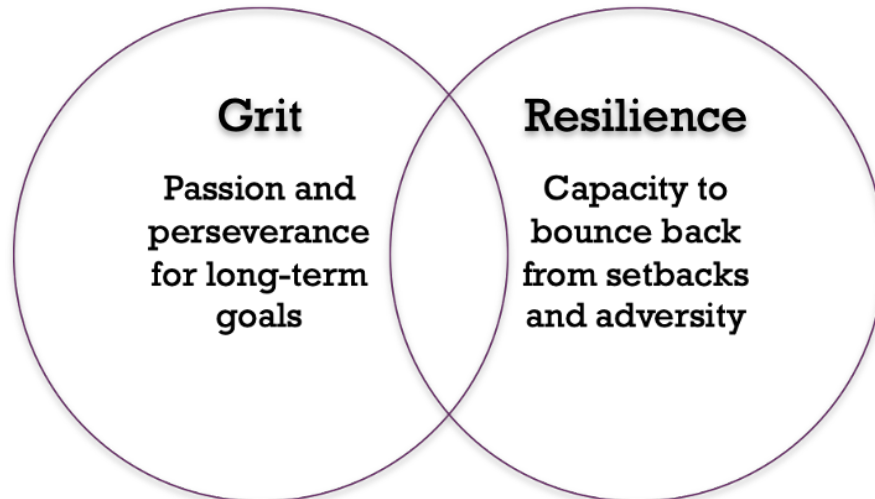 Grit
Passion and
perseverance
for long-term
goals
Resilience
Capacity to
bounce back
from setbacks
and adversity